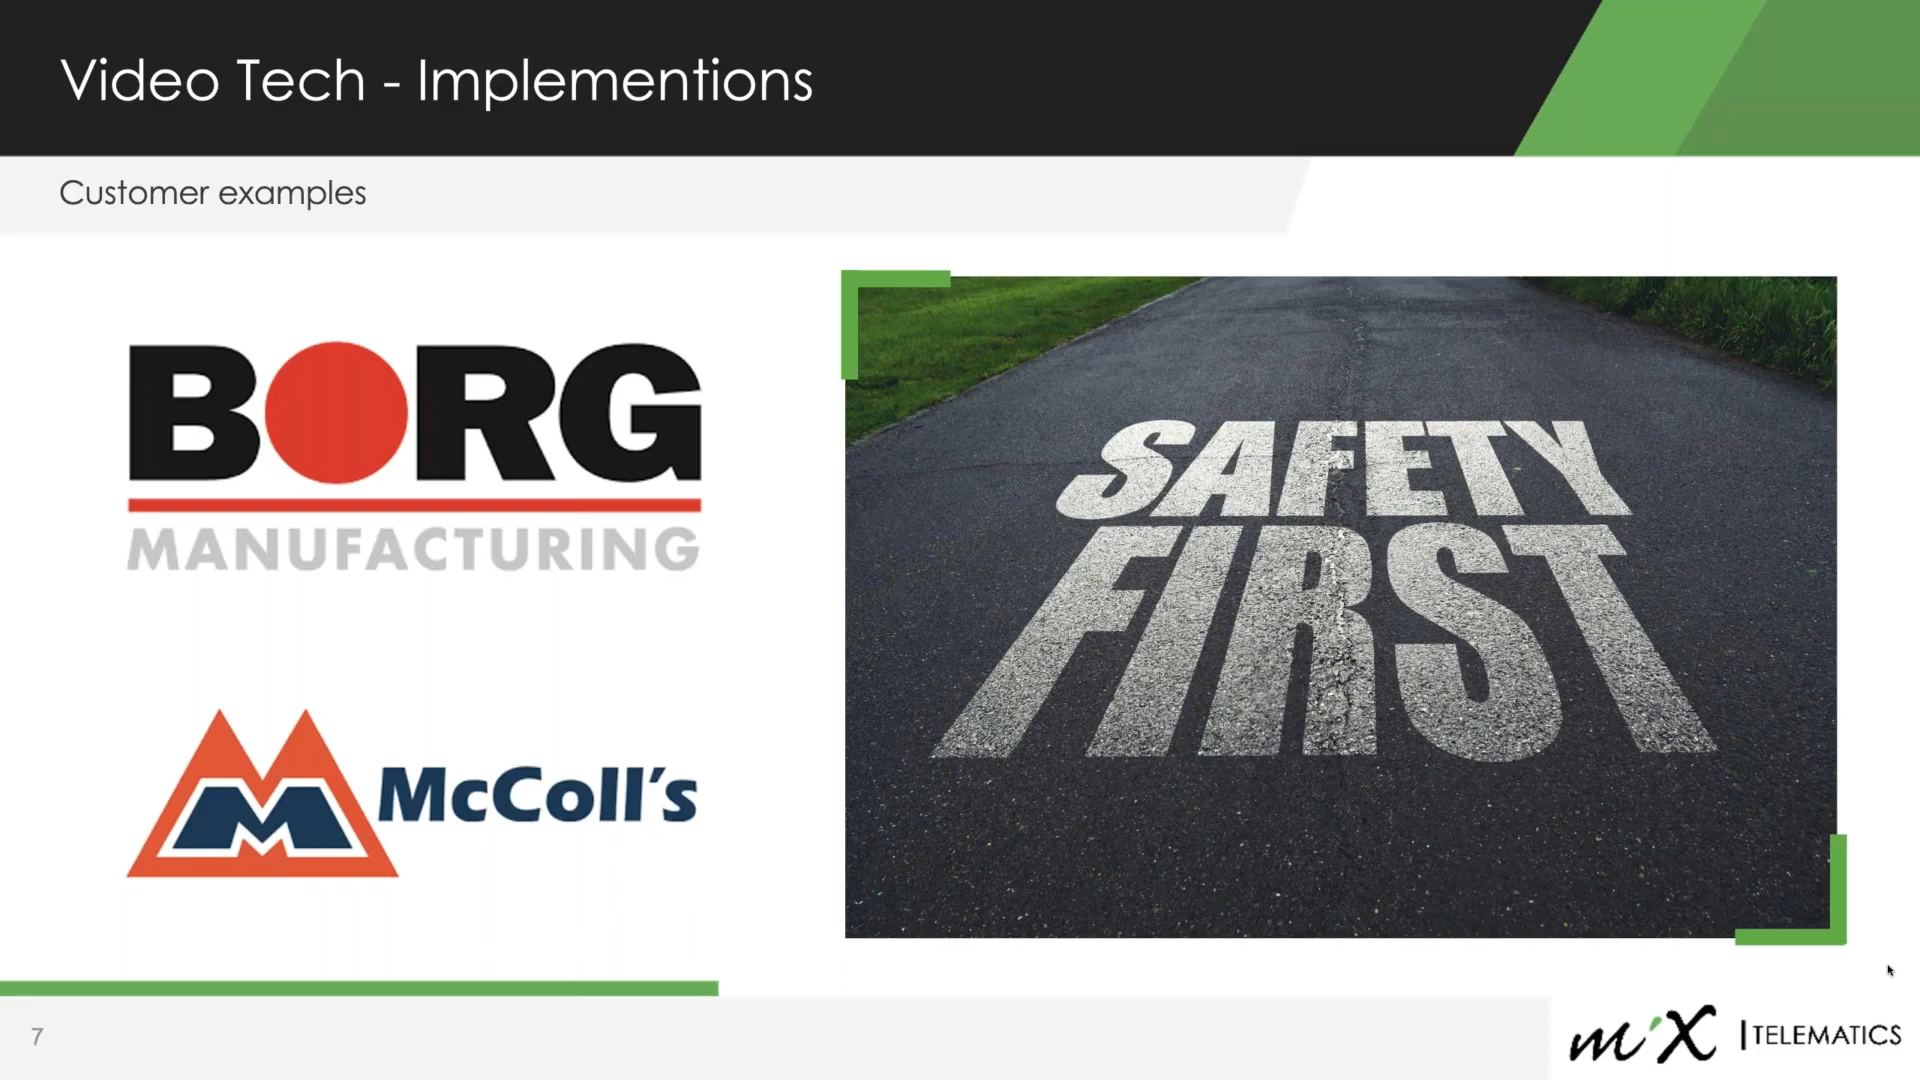 Video Tech - Implementions
Customer examples
BORG
MANUFACTURING
McColl's
SAFETY
FIRST
7
mix | TELEMATICS